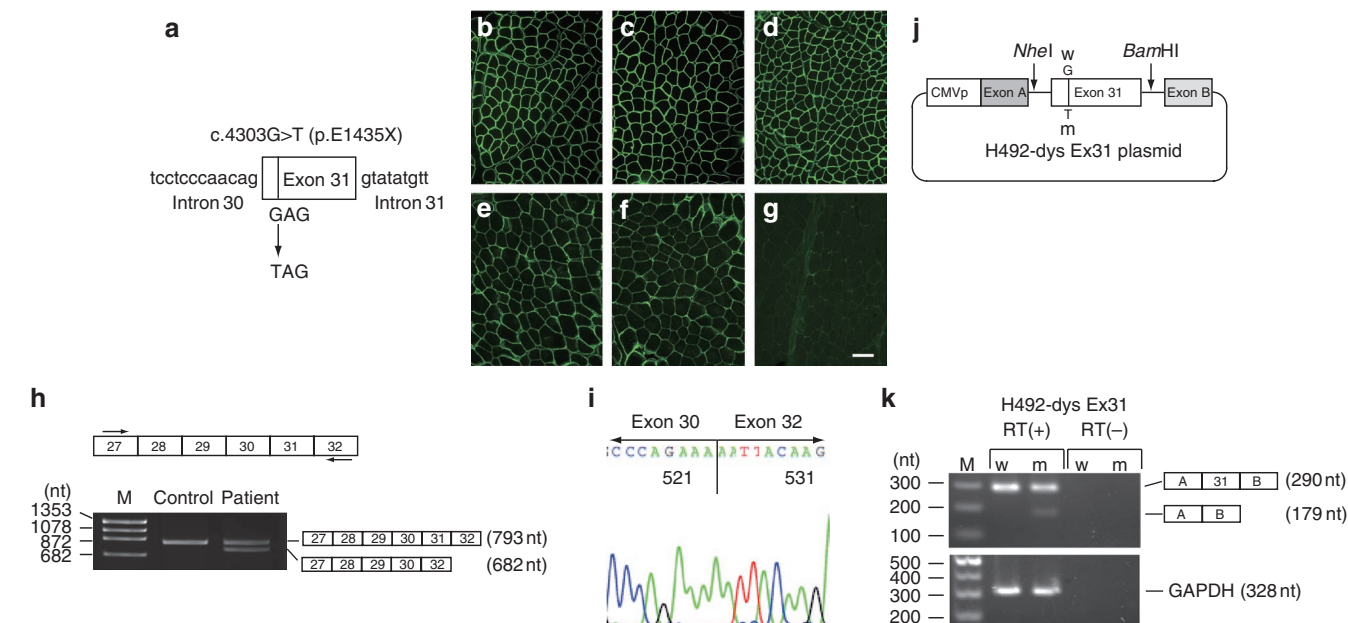 a
c.4303G>T (p.E1435X)
tcctcccaacag Exon 31 gtatatgtt
Intron 30 Intron 31
GAG
TAG
b c d
e f g
j
NheI w BamHI
G
CMVp Exon A Exon 31 Exon B
T
m
H492-dys Ex31 plasmid
h
27 28 29 30 31 32
(nt) M Control Patient
1353
1078
872
682
27 28 29 30 31 32 (793 nt)
27 28 29 30 32 (682 nt)
i
Exon 30 Exon 32
CCCAGAAAAATTACAAG
521 531
k
H492-dys Ex31
RT(+) RT(–)
(nt) M w m w m
300
200
100
A 31 B (290 nt)
A B (179 nt)
500
400
300
200
GAPDH (328 nt)